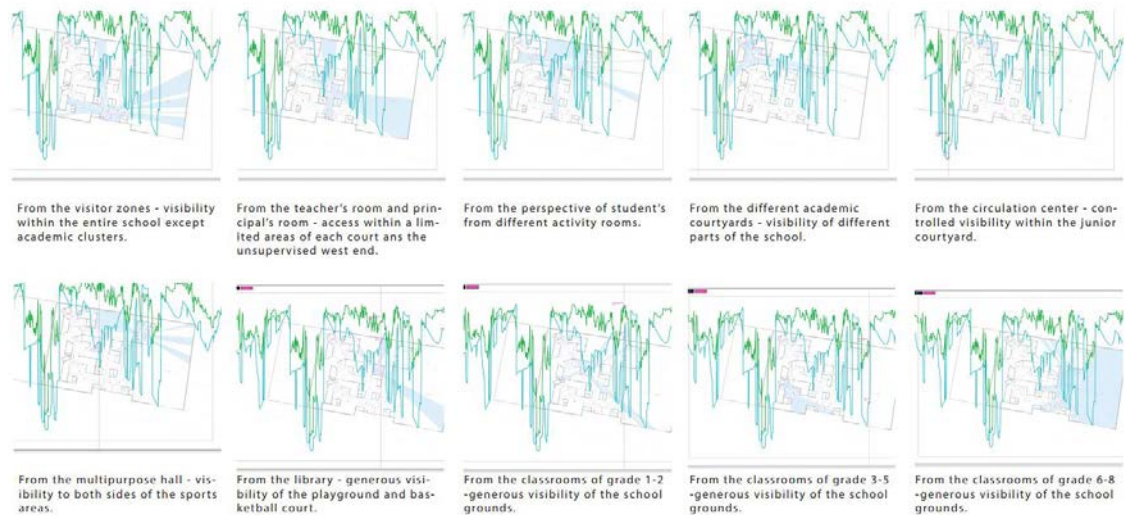 From the visitor zones - visibility
within the entire school except
academic clusters.
From the teacher's room and prin-
cipal's room - access within a lim-
ited areas of each court ans the
unsupervised west end.
From the perspective of student's
from different activity rooms.
From the different academic
courtyards - visibility of different
parts of the school.
From the circulation center - con-
trolled visibility within the junior
courtyard.
From the multipurpose hall - vis-
ibility to both sides of the sports
areas.
From the library - generous visi-
bility of the playground and bas-
ketball court.
From the classrooms of grade 1-2
-generous visibility of the school
grounds.
From the classrooms of grade 3-5
-generous visibility of the school
grounds.
From the classrooms of grade 6-8
-generous visibility of the school
grounds.